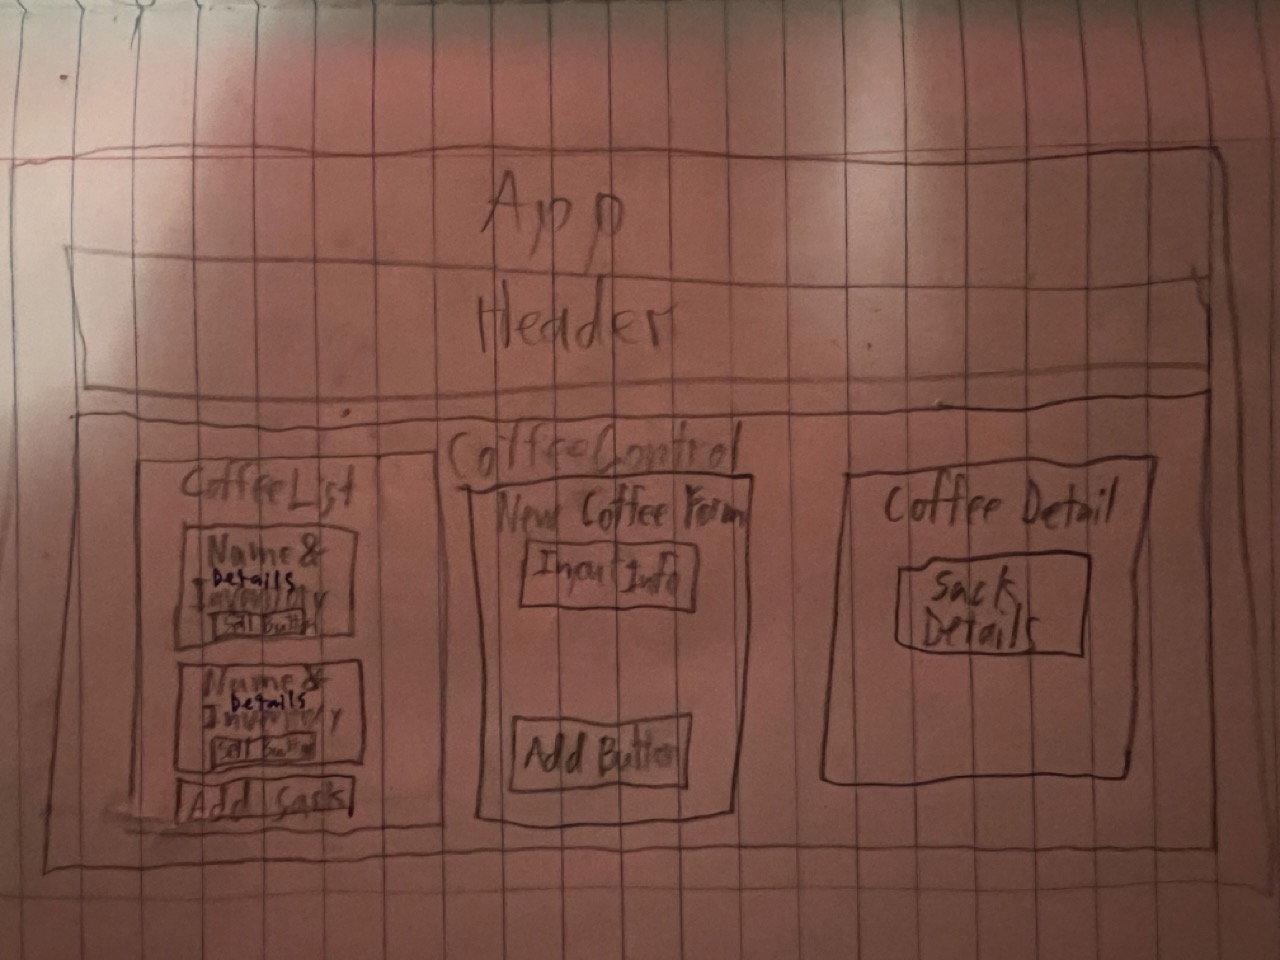 App
Header
CoffeeControl
CoffeeList
Name &
Details
Inventory
Sell Button
Name &
Details
Inventory
Sell Button
Add Sack
New Coffee Form
Input Info
Add Button
Coffee Detail
Sack
Details